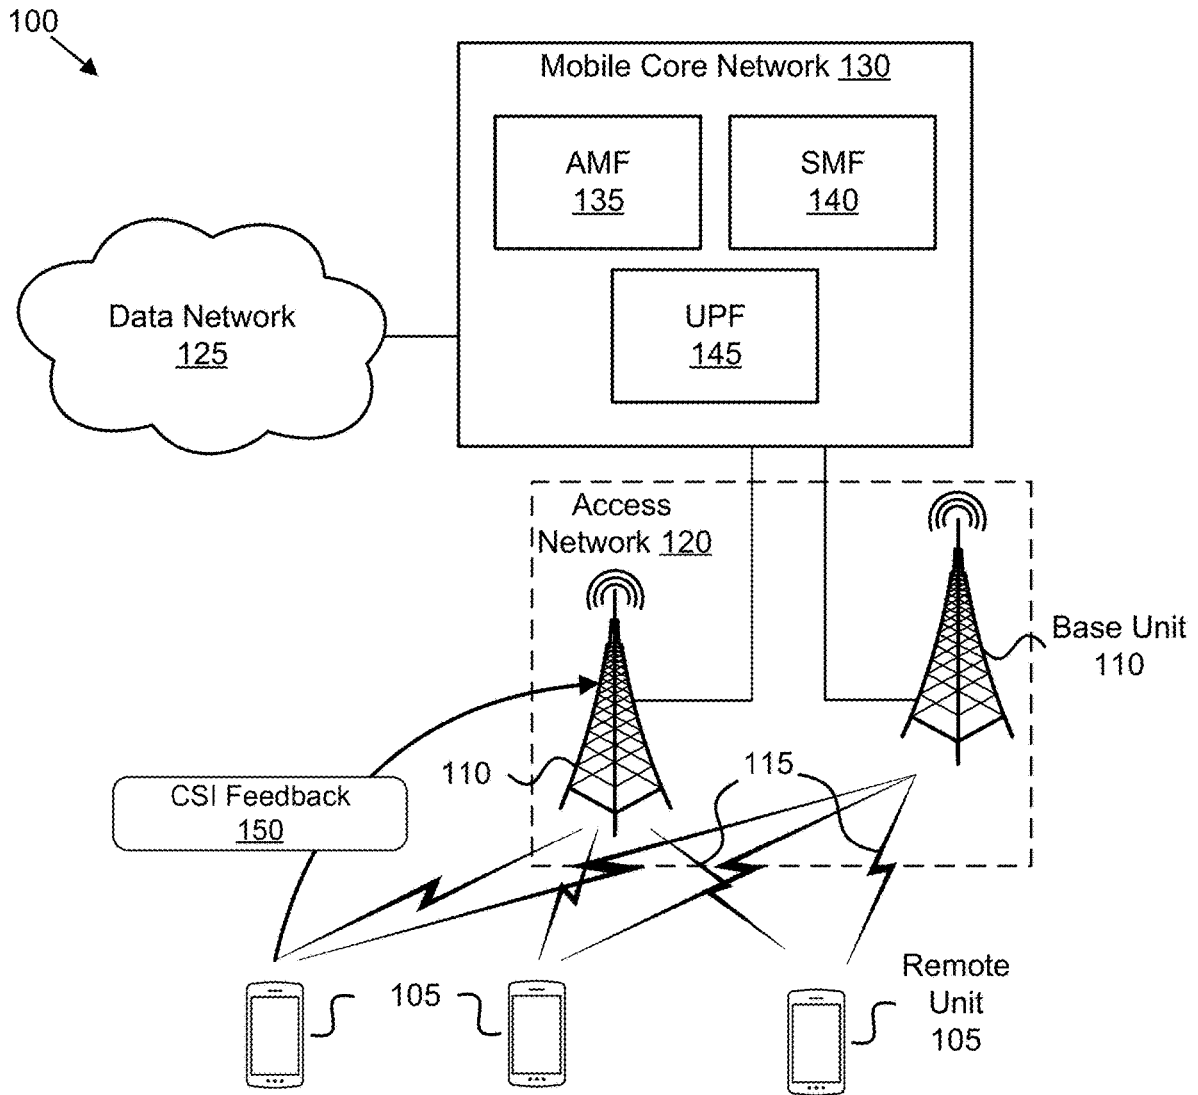 100
Mobile Core Network 130
AMF
135
SMF
140
UPF
145
Data Network
125
Access
Network 120
Base Unit
110
110
115
CSI Feedback
150
105
Remote
Unit
105